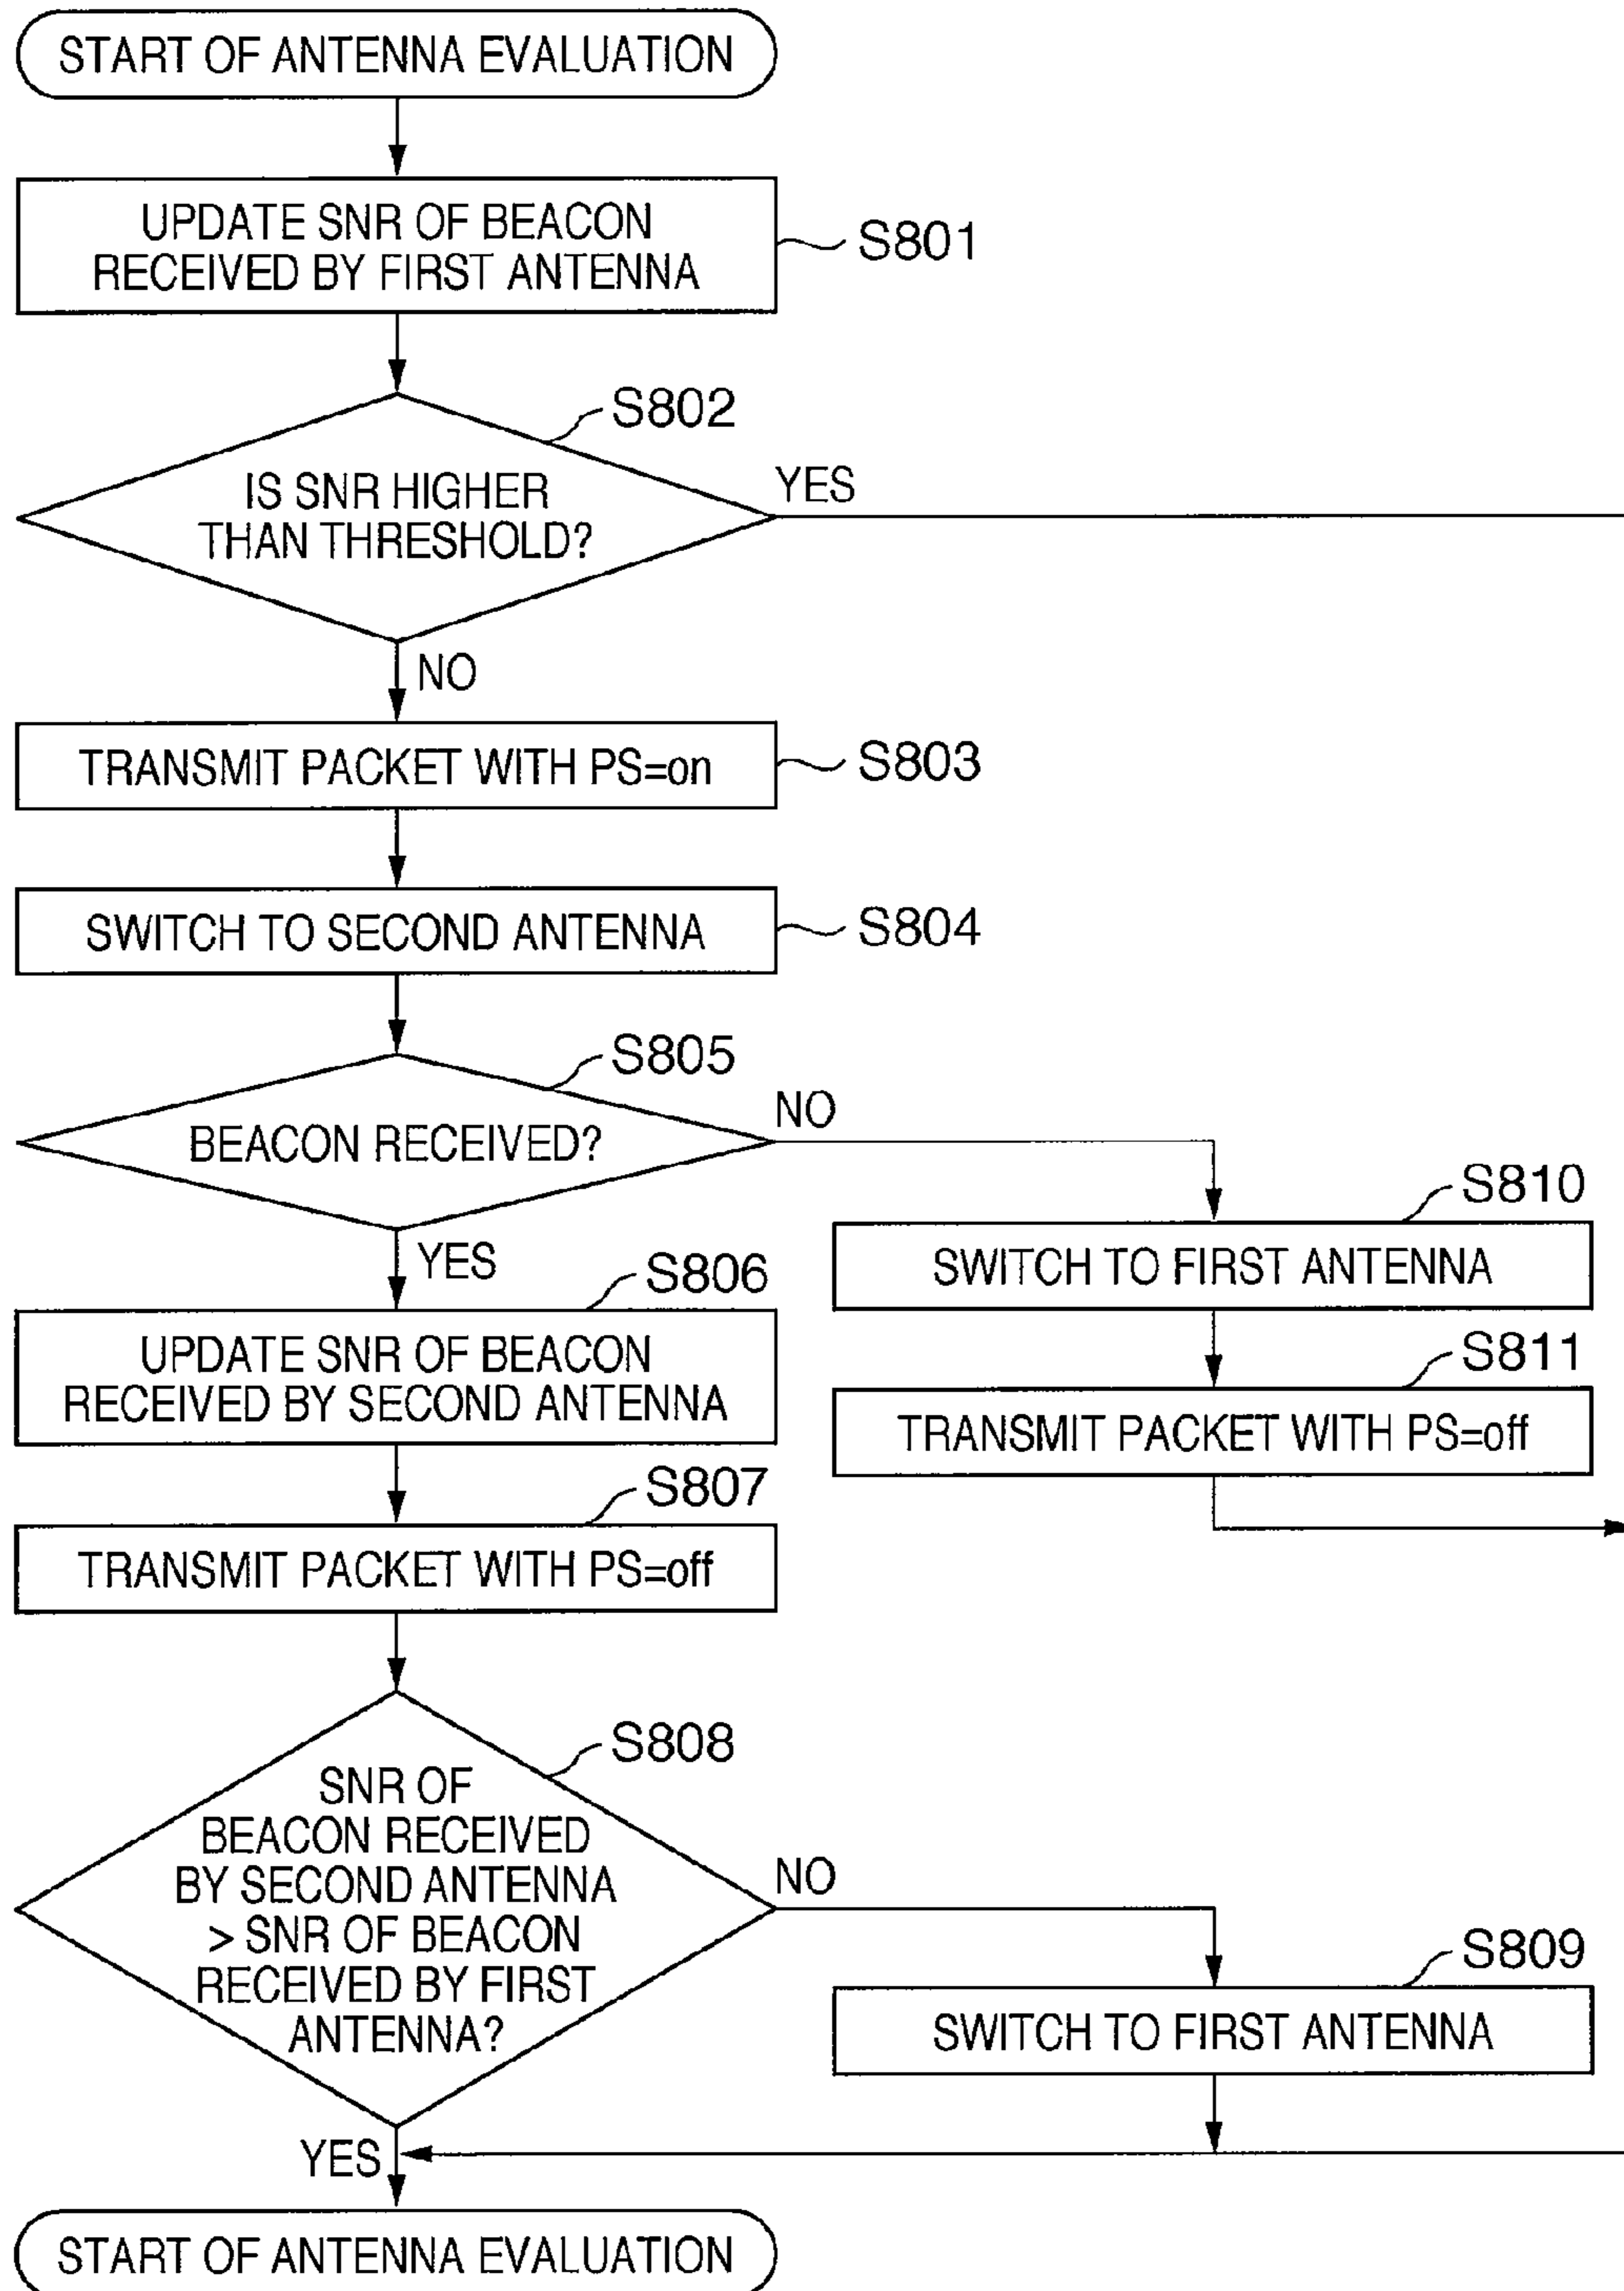 START OF ANTENNA EVALUATION
UPDATE SNR OF BEACON
RECEIVED BY FIRST ANTENNA
S801
S802
IS SNR HIGHER
THAN THRESHOLD?
YES
NO
TRANSMIT PACKET WITH PS=on
S803
SWITCH TO SECOND ANTENNA
S804
S805
BEACON RECEIVED?
NO
YES
S810
SWITCH TO FIRST ANTENNA
S806
UPDATE SNR OF BEACON
RECEIVED BY SECOND ANTENNA
S811
TRANSMIT PACKET WITH PS=off
S807
TRANSMIT PACKET WITH PS=off
S808
SNR OF
BEACON RECEIVED
BY SECOND ANTENNA
> SNR OF BEACON
RECEIVED BY FIRST
ANTENNA?
NO
S809
SWITCH TO FIRST ANTENNA
YES
START OF ANTENNA EVALUATION